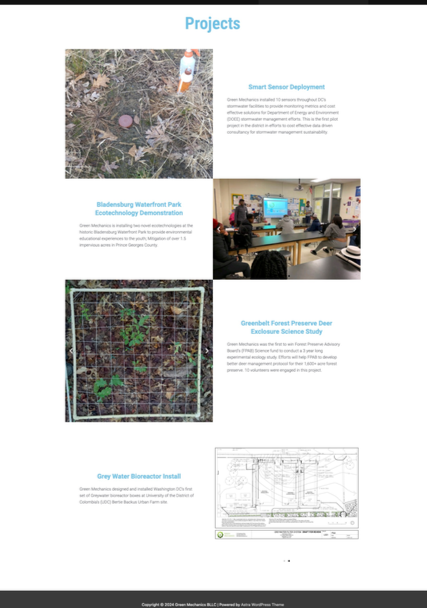 Projects
Smart Sensor Deployment
Green Mechanics installed 10 sensors throughout DC's
stormwater facilities to provide monitoring metrics and cost
effective solutions for Department of Energy and Environment
(DOEE) stormwater management efforts. This is the first pilot
project in the district in efforts to cost effective data driven
consultancy for stormwater management sustainability.
Bladensburg Waterfront Park
Ecotechnology Demonstration
Green Mechanics is installing two novel ecotechnologies at the
historic Bladensburg Waterfront Park to provide environmental
educational experiences to the youth; Mitigation of over 1.3
impervious acres in Prince Georges County.
Greenbelt Forest Preserve Deer
Exclosure Science Study
Green Mechanics was the first to win Forest Preserve Advisory
Board's (FPAB) Science fund to conduct a 3 year long
experimental ecology study. Efforts will help FPAB to develop
better deer management protocol for their
forest
preserve. 10 volunteers were engaged in this project.
Grey Water Bioreactor Install
Green Mechanics designed and installed Washington DC's first
set of Greywater bioreactor boxes at University of the District of
Columbia's (UDC) Bertie Backus Urban Farm site.
Copyright © 2024 Green Mechanics BLLC | Powered by Astra WordPress Theme